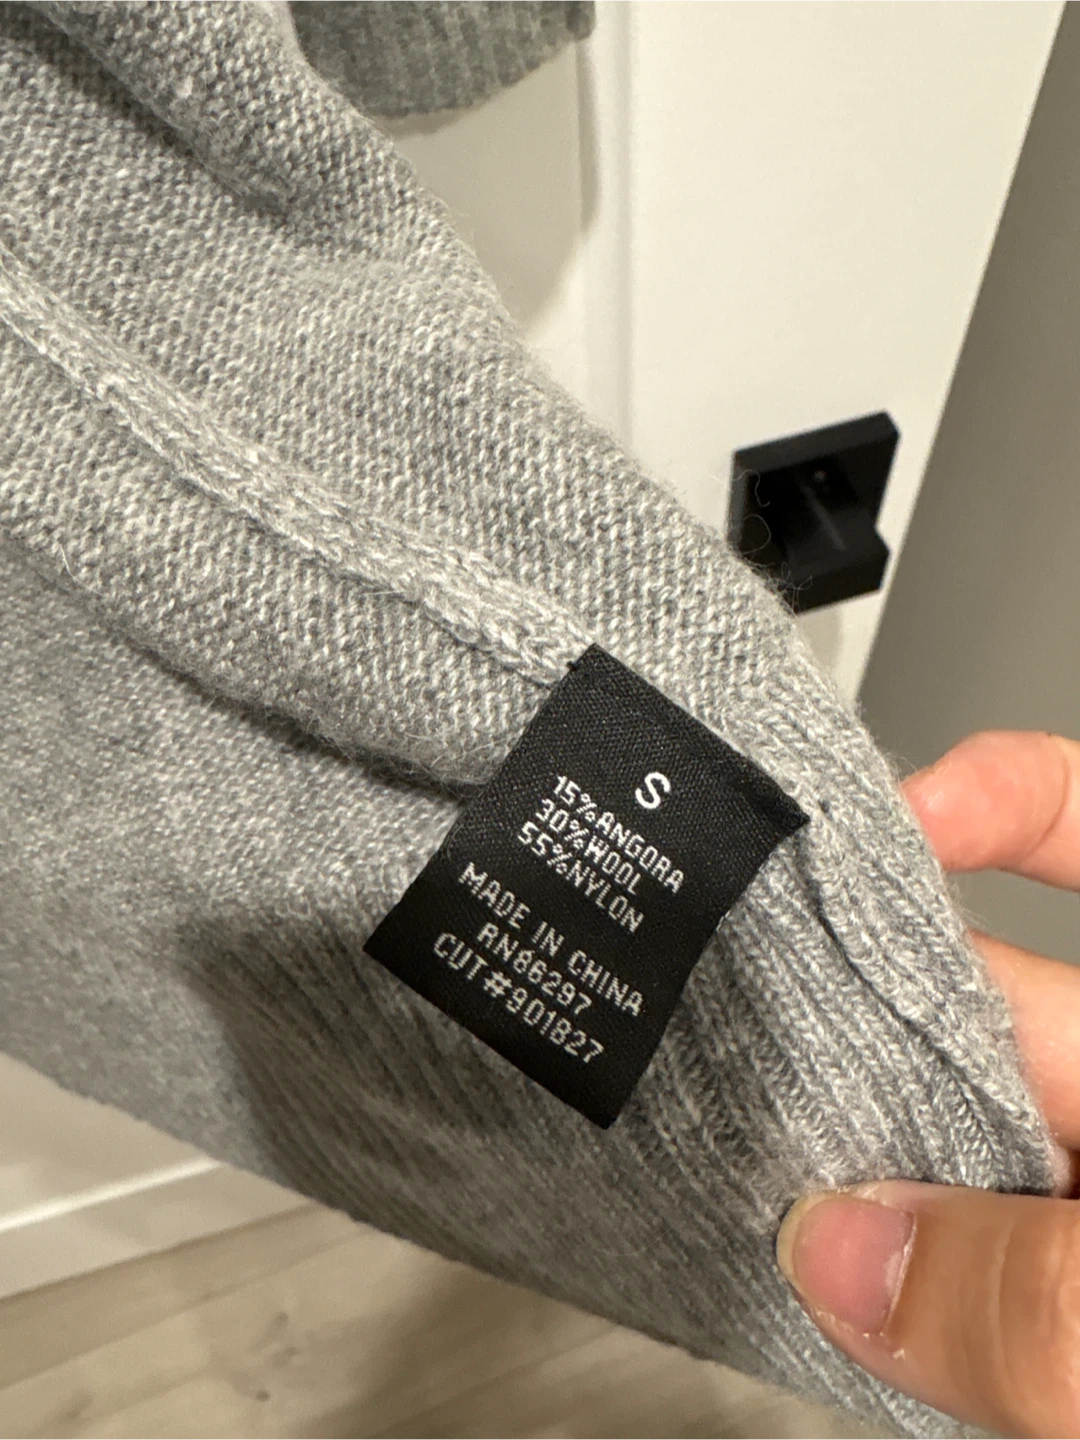 S
15%ANGORA
30%WOOL
55%NYLON
MADE IN CHINA
RN86297
CUT#901827